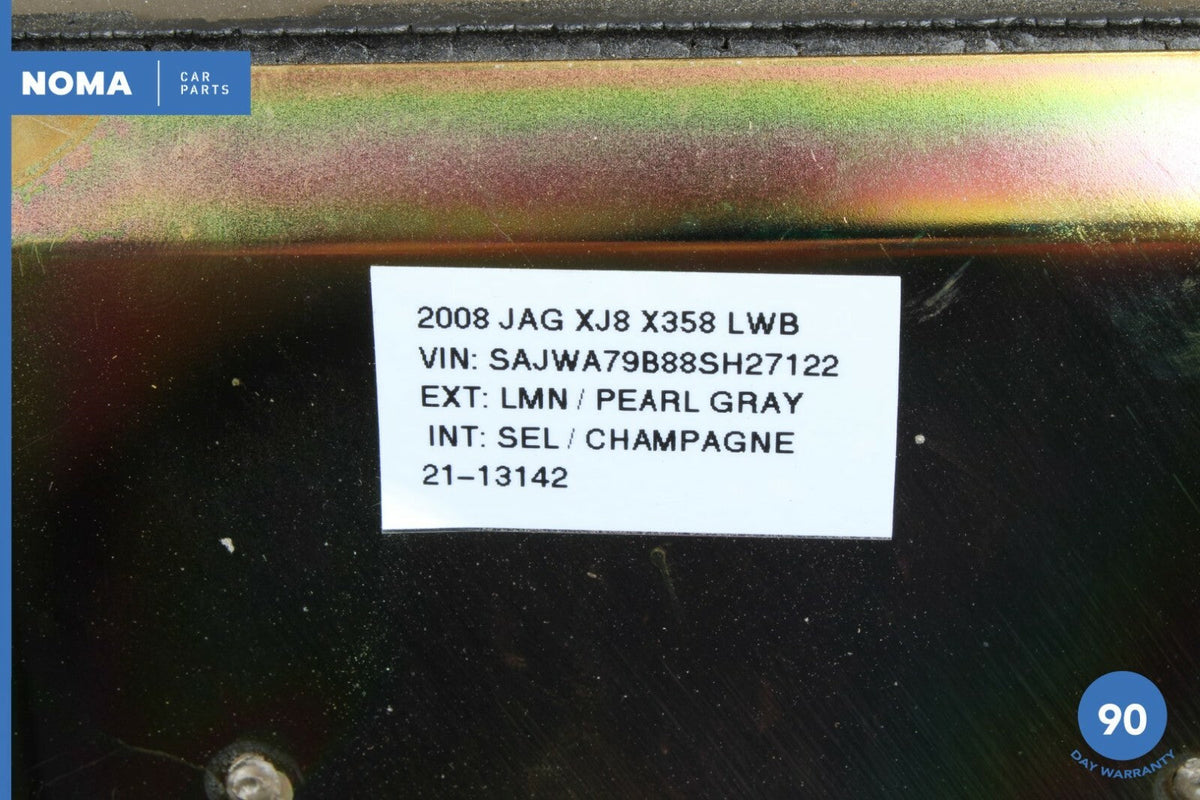 NOMA
CAR
PARTS
2008 JAG XJ8 X358 LWB
VIN: SAJWA79B88SH27122
EXT: LMN / PEARL GRAY
INT: SEL / CHAMPAGNE
21-13142
90
DAY WARRANTY